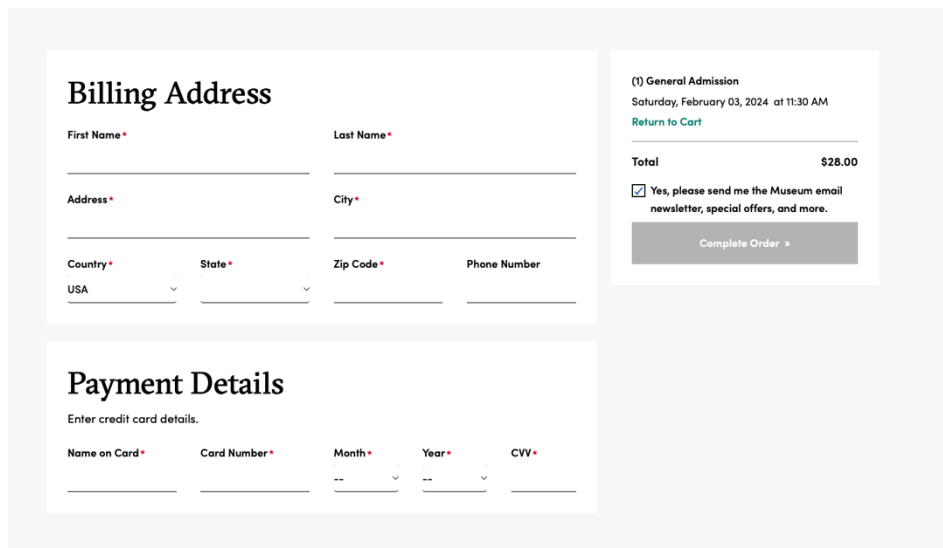 Billing Address
First Name* Last Name*
Address* City*
Country* State* Zip Code* Phone Number
USA
Payment Details
Enter credit card details.
Name on Card* Card Number* Month* Year* CVV*
-- --
(1) General Admission
Saturday, February 03, 2024 at 11:30 AM
Return to Cart
Total $28.00
Yes, please send me the Museum email
newsletter, special offers, and more.
Complete Order »